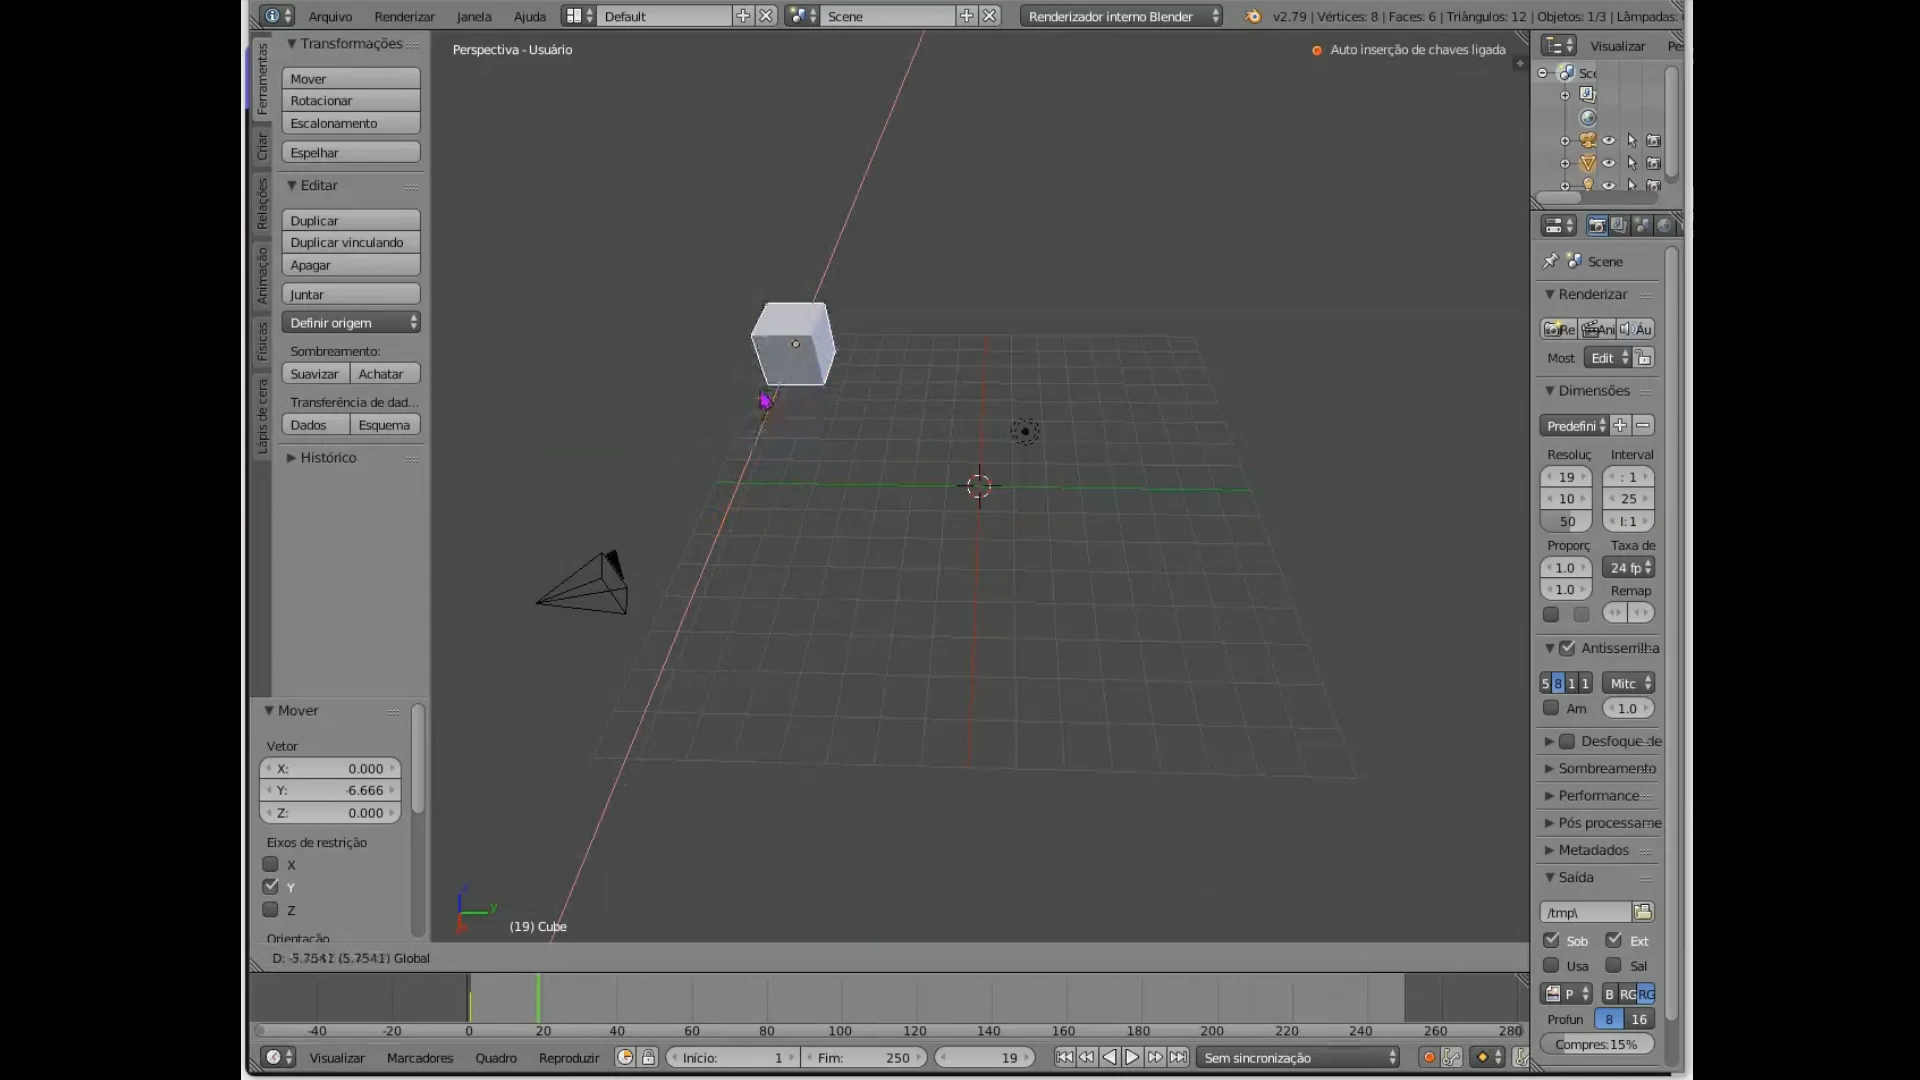 Arquivo Renderizar Janela Ajuda Default Scene Renderizador interno Blender v2.79 | Vértices: 8 | Faces: 6 | Triângulos: 12 | Objetos: 1/3 | Lâmpadas:
Transformações
Mover
Rotacionar
Escalonamento
Espelhar
Editar
Duplicar
Duplicar vinculando
Apagar
Juntar
Definir origem
Sombreamento:
Suavizar Achatar
Transferência de dad...
Dados Esquema
Histórico
Ferramentas
Criar
Relações
Animação
Físicas
Lápis de cera
Mover
Vetor
X: 0.000
Y: -6.666
Z: 0.000
Eixos de restrição
X
Y
Z
Orientação
Perspectiva - Usuário
Auto inserção de chaves ligada
y
(19) Cube
D: -5.7541 (5.7541) Global
Visualizar Pe
Sce
Scene
Renderizar
Re Ani Áu
Most Edit
Dimensões
Predefini
Resoluç Interval
19 : 1
10 25
50 I: 1
Proporç Taxa de
1.0 24 fp
1.0 Remap
Antisserrilha
5 8 1 1 Mitc
Am 1.0
Desfoque de
Sombreamento
Performance
Pós processame
Metadados
Saída
/tmp\
Sob Ext
Usa Sal
P B RG RG
Profun 8 16
Compres: 15%
-40 -20 0 20 40 60 80 100 120 140 160 180 200 220 240 260 280
Visualizar Marcadores Quadro Reproduzir Início: 1 Fim: 250 19 Sem sincronização